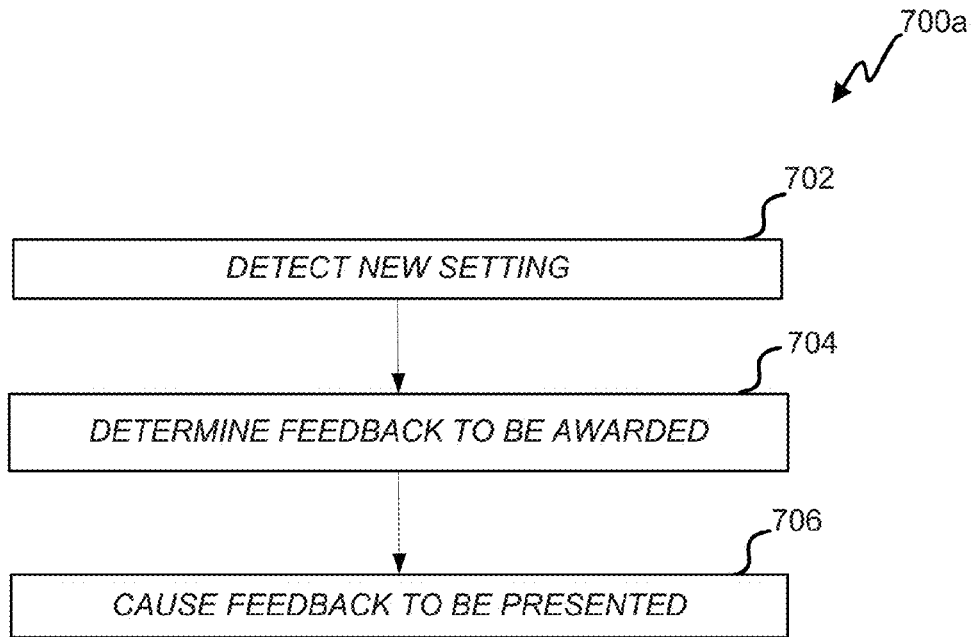 700a
702
DETECT NEW SETTING
704
DETERMINE FEEDBACK TO BE AWARDED
706
CAUSE FEEDBACK TO BE PRESENTED